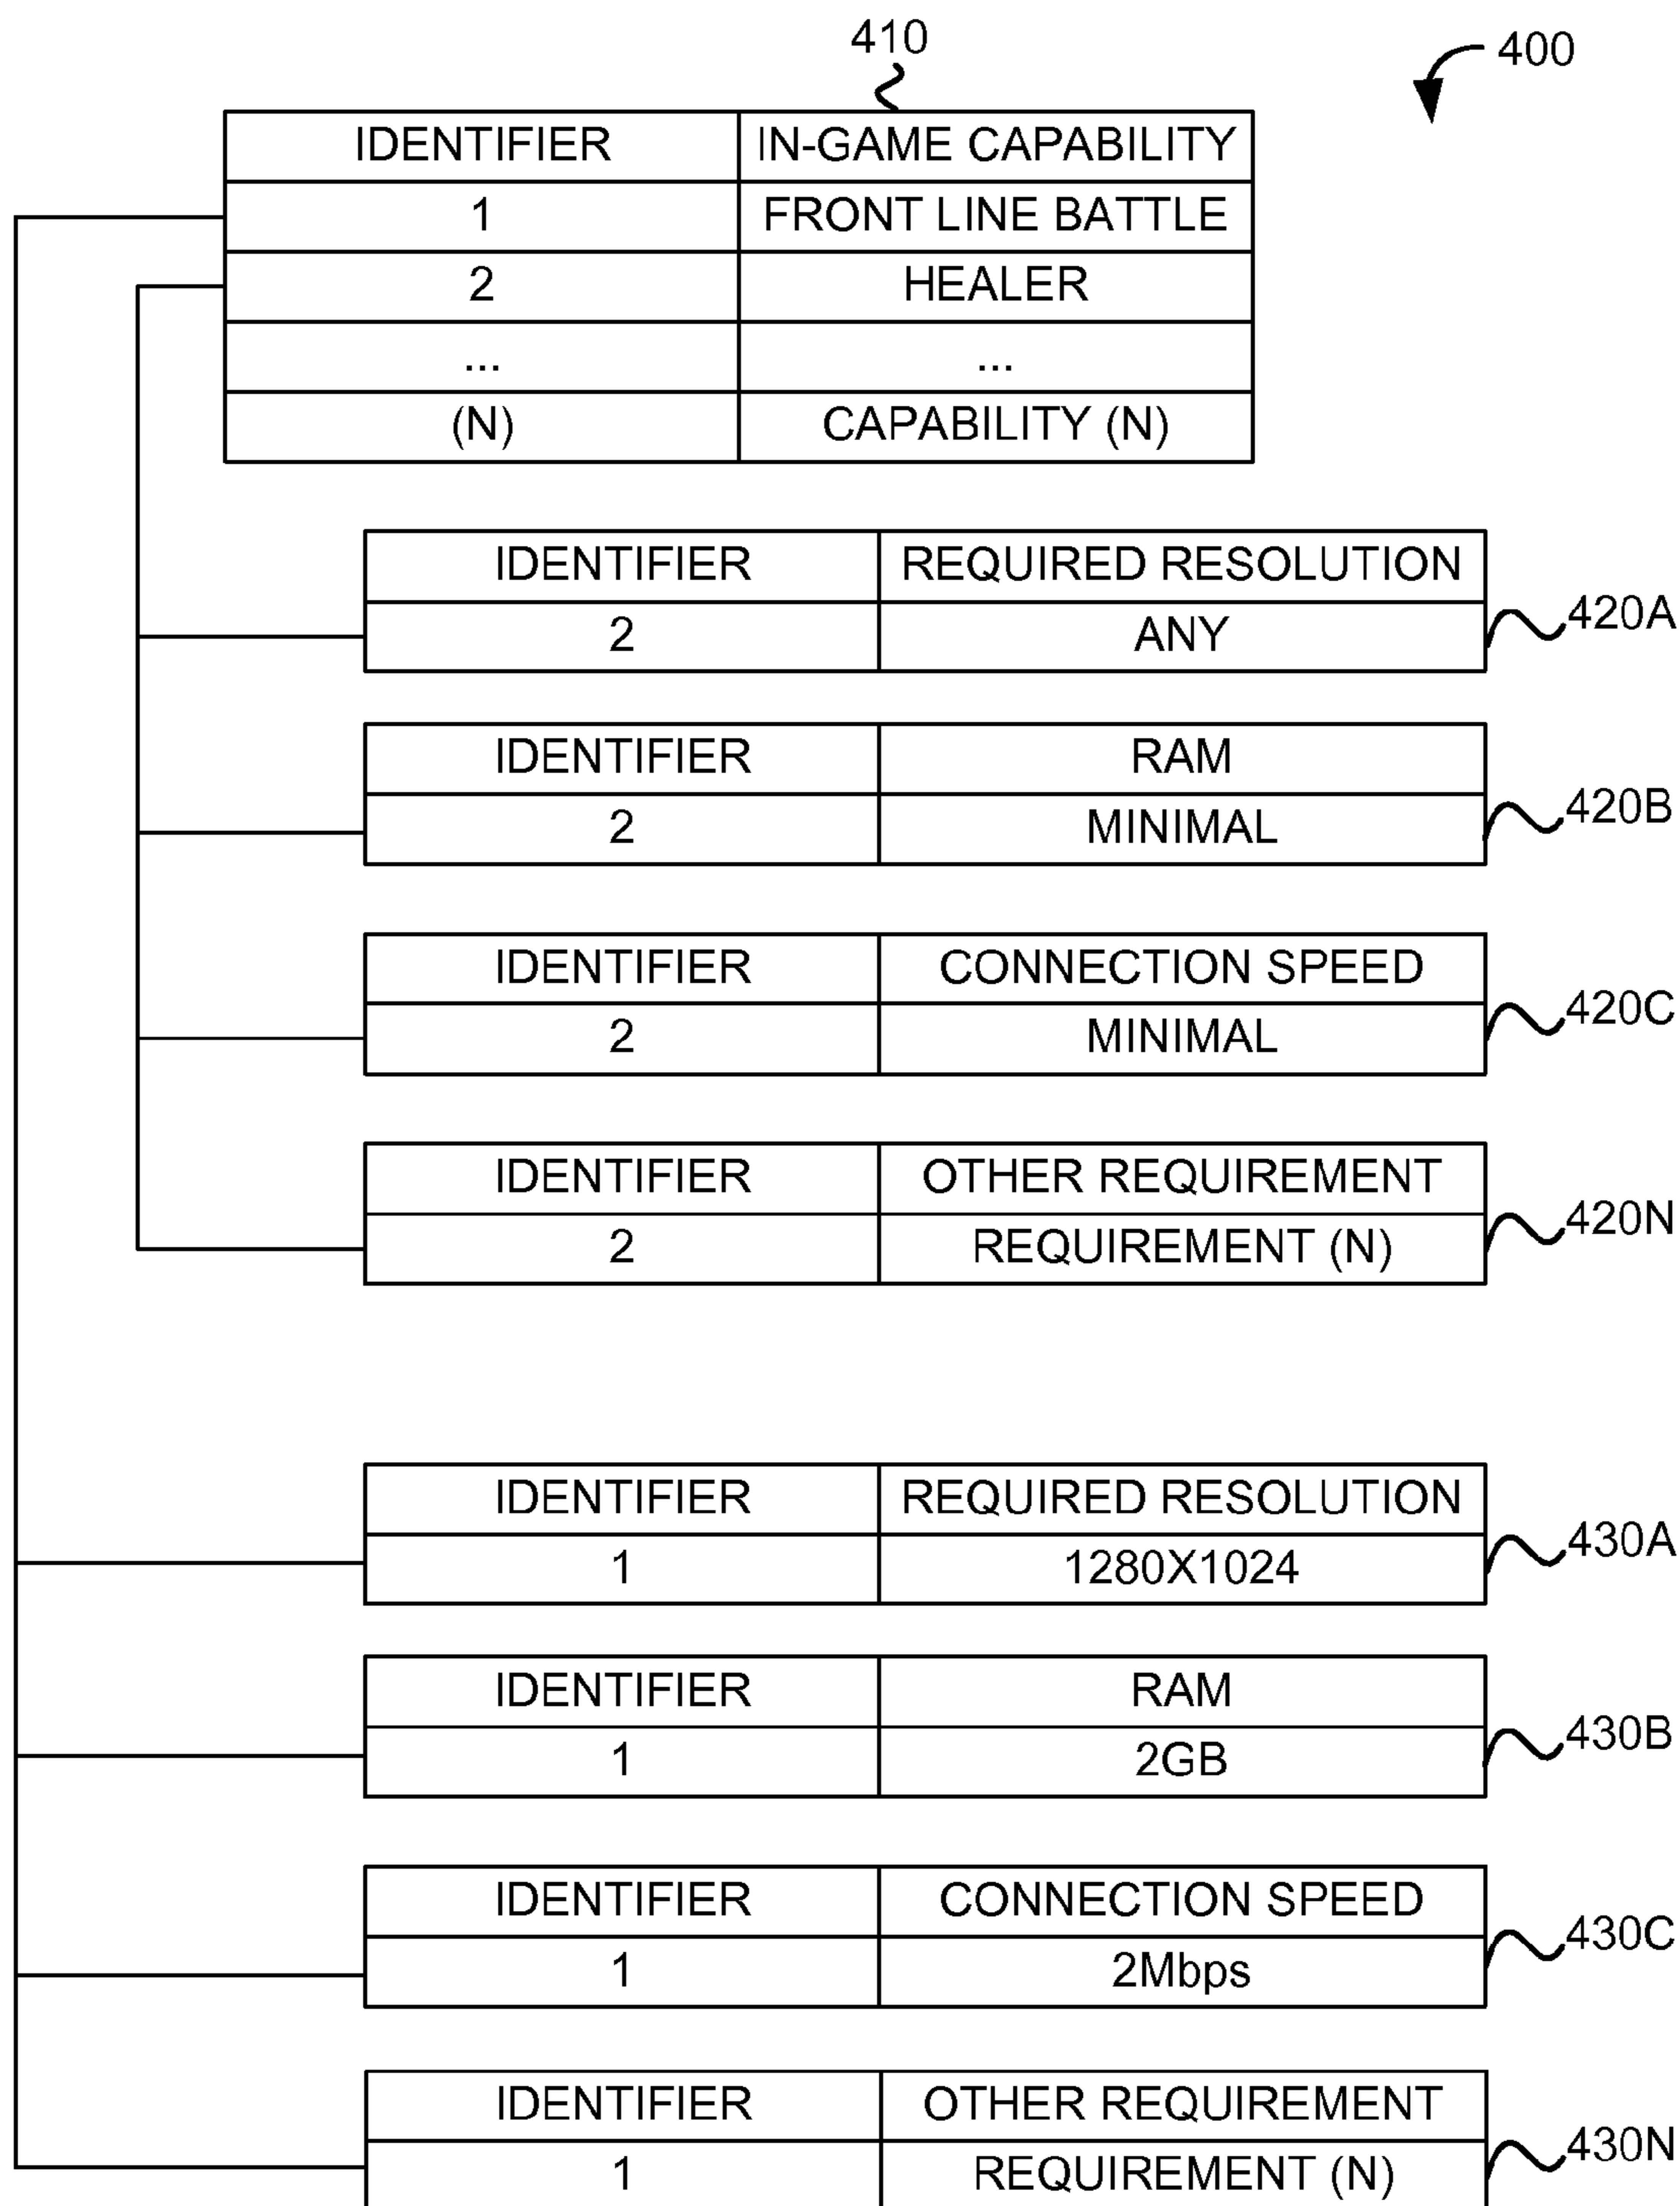 410
400
IDENTIFIER IN-GAME CAPABILITY
1 FRONT LINE BATTLE
2 HEALER
... ...
(N) CAPABILITY (N)
IDENTIFIER REQUIRED RESOLUTION
2 ANY
420A
IDENTIFIER RAM
2 MINIMAL
420B
IDENTIFIER CONNECTION SPEED
2 MINIMAL
420C
IDENTIFIER OTHER REQUIREMENT
2 REQUIREMENT (N)
420N
IDENTIFIER REQUIRED RESOLUTION
1 1280X1024
430A
IDENTIFIER RAM
1 2GB
430B
IDENTIFIER CONNECTION SPEED
1 2Mbps
430C
IDENTIFIER OTHER REQUIREMENT
1 REQUIREMENT (N)
430N